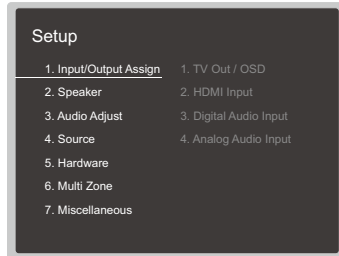 Setup
1. Input/Output Assign
2. Speaker
3. Audio Adjust
4. Source
5. Hardware
6. Multi Zone
7. Miscellaneous
1. TV Out / OSD
2. HDMI Input
3. Digital Audio Input
4. Analog Audio Input